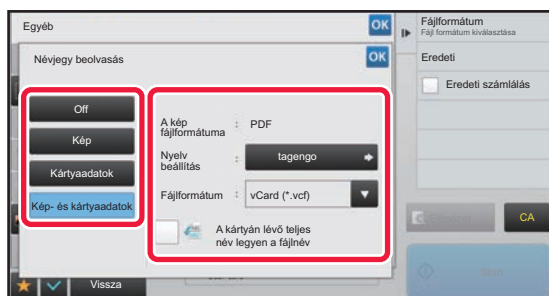 Egyéb
OK
Névjegy beolvasás
OK
Off
Kép
Kártyaadatok
Kép- és kártyaadatok
A kép
fájlformátuma : PDF
Nyelv
beállítás : tagengo
Fájlformátum : vCard (*.vcf)
A kártyán lévő teljes
név legyen a fájlnév
Vissza
Fájlformátum
Fájl formátum kiválasztása
Eredeti
Eredeti számlálás
CA
Start